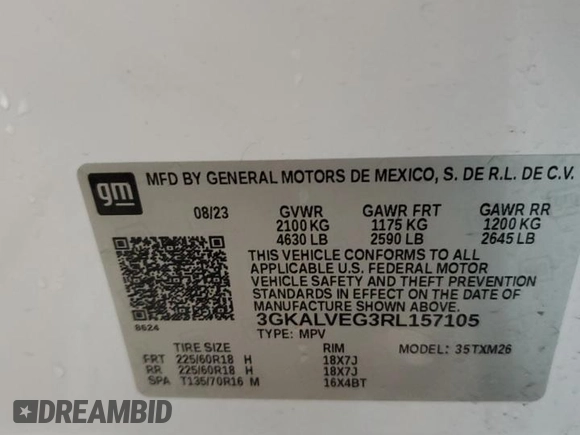 gm
MFD BY GENERAL MOTORS DE MEXICO, S. DE R.L. DE C.V.
08/23 GVWR GAWR FRT GAWR RR
2100 KG 1175 KG 1200 KG
4630 LB 2590 LB 2645 LB
THIS VEHICLE CONFORMS TO ALL
APPLICABLE U.S. FEDERAL MOTOR
VEHICLE SAFETY AND THEFT PREVENTION
STANDARDS IN EFFECT ON THE DATE OF
MANUFACTURE SHOWN ABOVE.
8624 3GKALVEG3RL157105
TYPE: MPV MODEL: 35TXM26
TIRE SIZE RIM
FRT 225/60R18 H 18X7J
RR 225/60R18 H 18X7J
SPA T135/70R16 M 16X4BT
DREAMBID